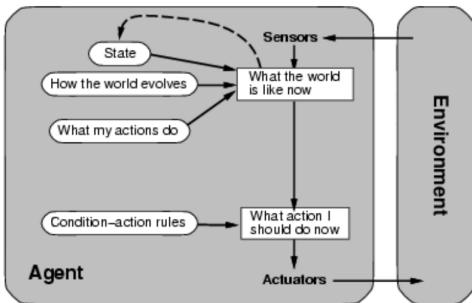 Sensors
State
How the world evolves
What my actions do
What the world
is like now
Condition–action rules
What action I
should do now
Agent
Actuators
Environment